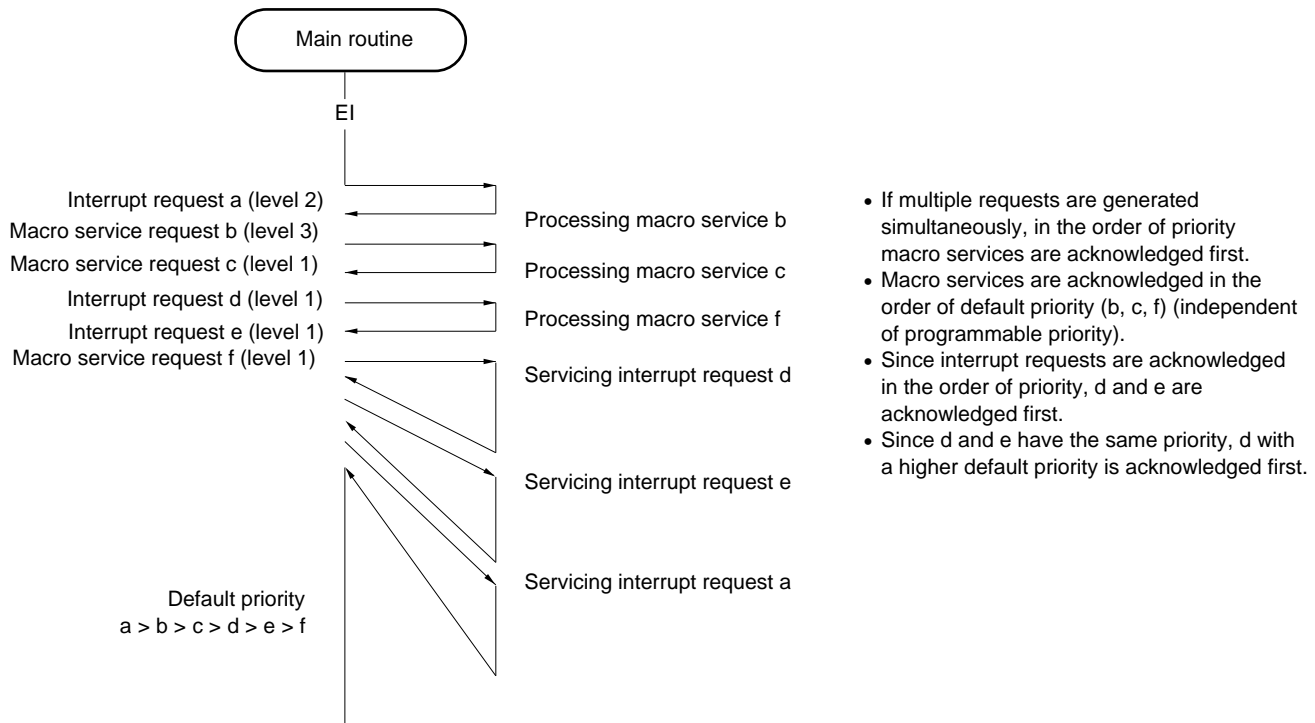 Main routine
EI
Interrupt request a (level 2)
Macro service request b (level 3)
Macro service request c (level 1)
Interrupt request d (level 1)
Interrupt request e (level 1)
Macro service request f (level 1)
Processing macro service b
Processing macro service c
Processing macro service f
Servicing interrupt request d
Servicing interrupt request e
Servicing interrupt request a
Default priority
a > b > c > d > e > f
• If multiple requests are generated
simultaneously, in the order of priority
macro services are acknowledged first.
• Macro services are acknowledged in the
order of default priority (b, c, f) (independent
of programmable priority).
• Since interrupt requests are acknowledged
in the order of priority, d and e are
acknowledged first.
• Since d and e have the same priority, d with
a higher default priority is acknowledged first.